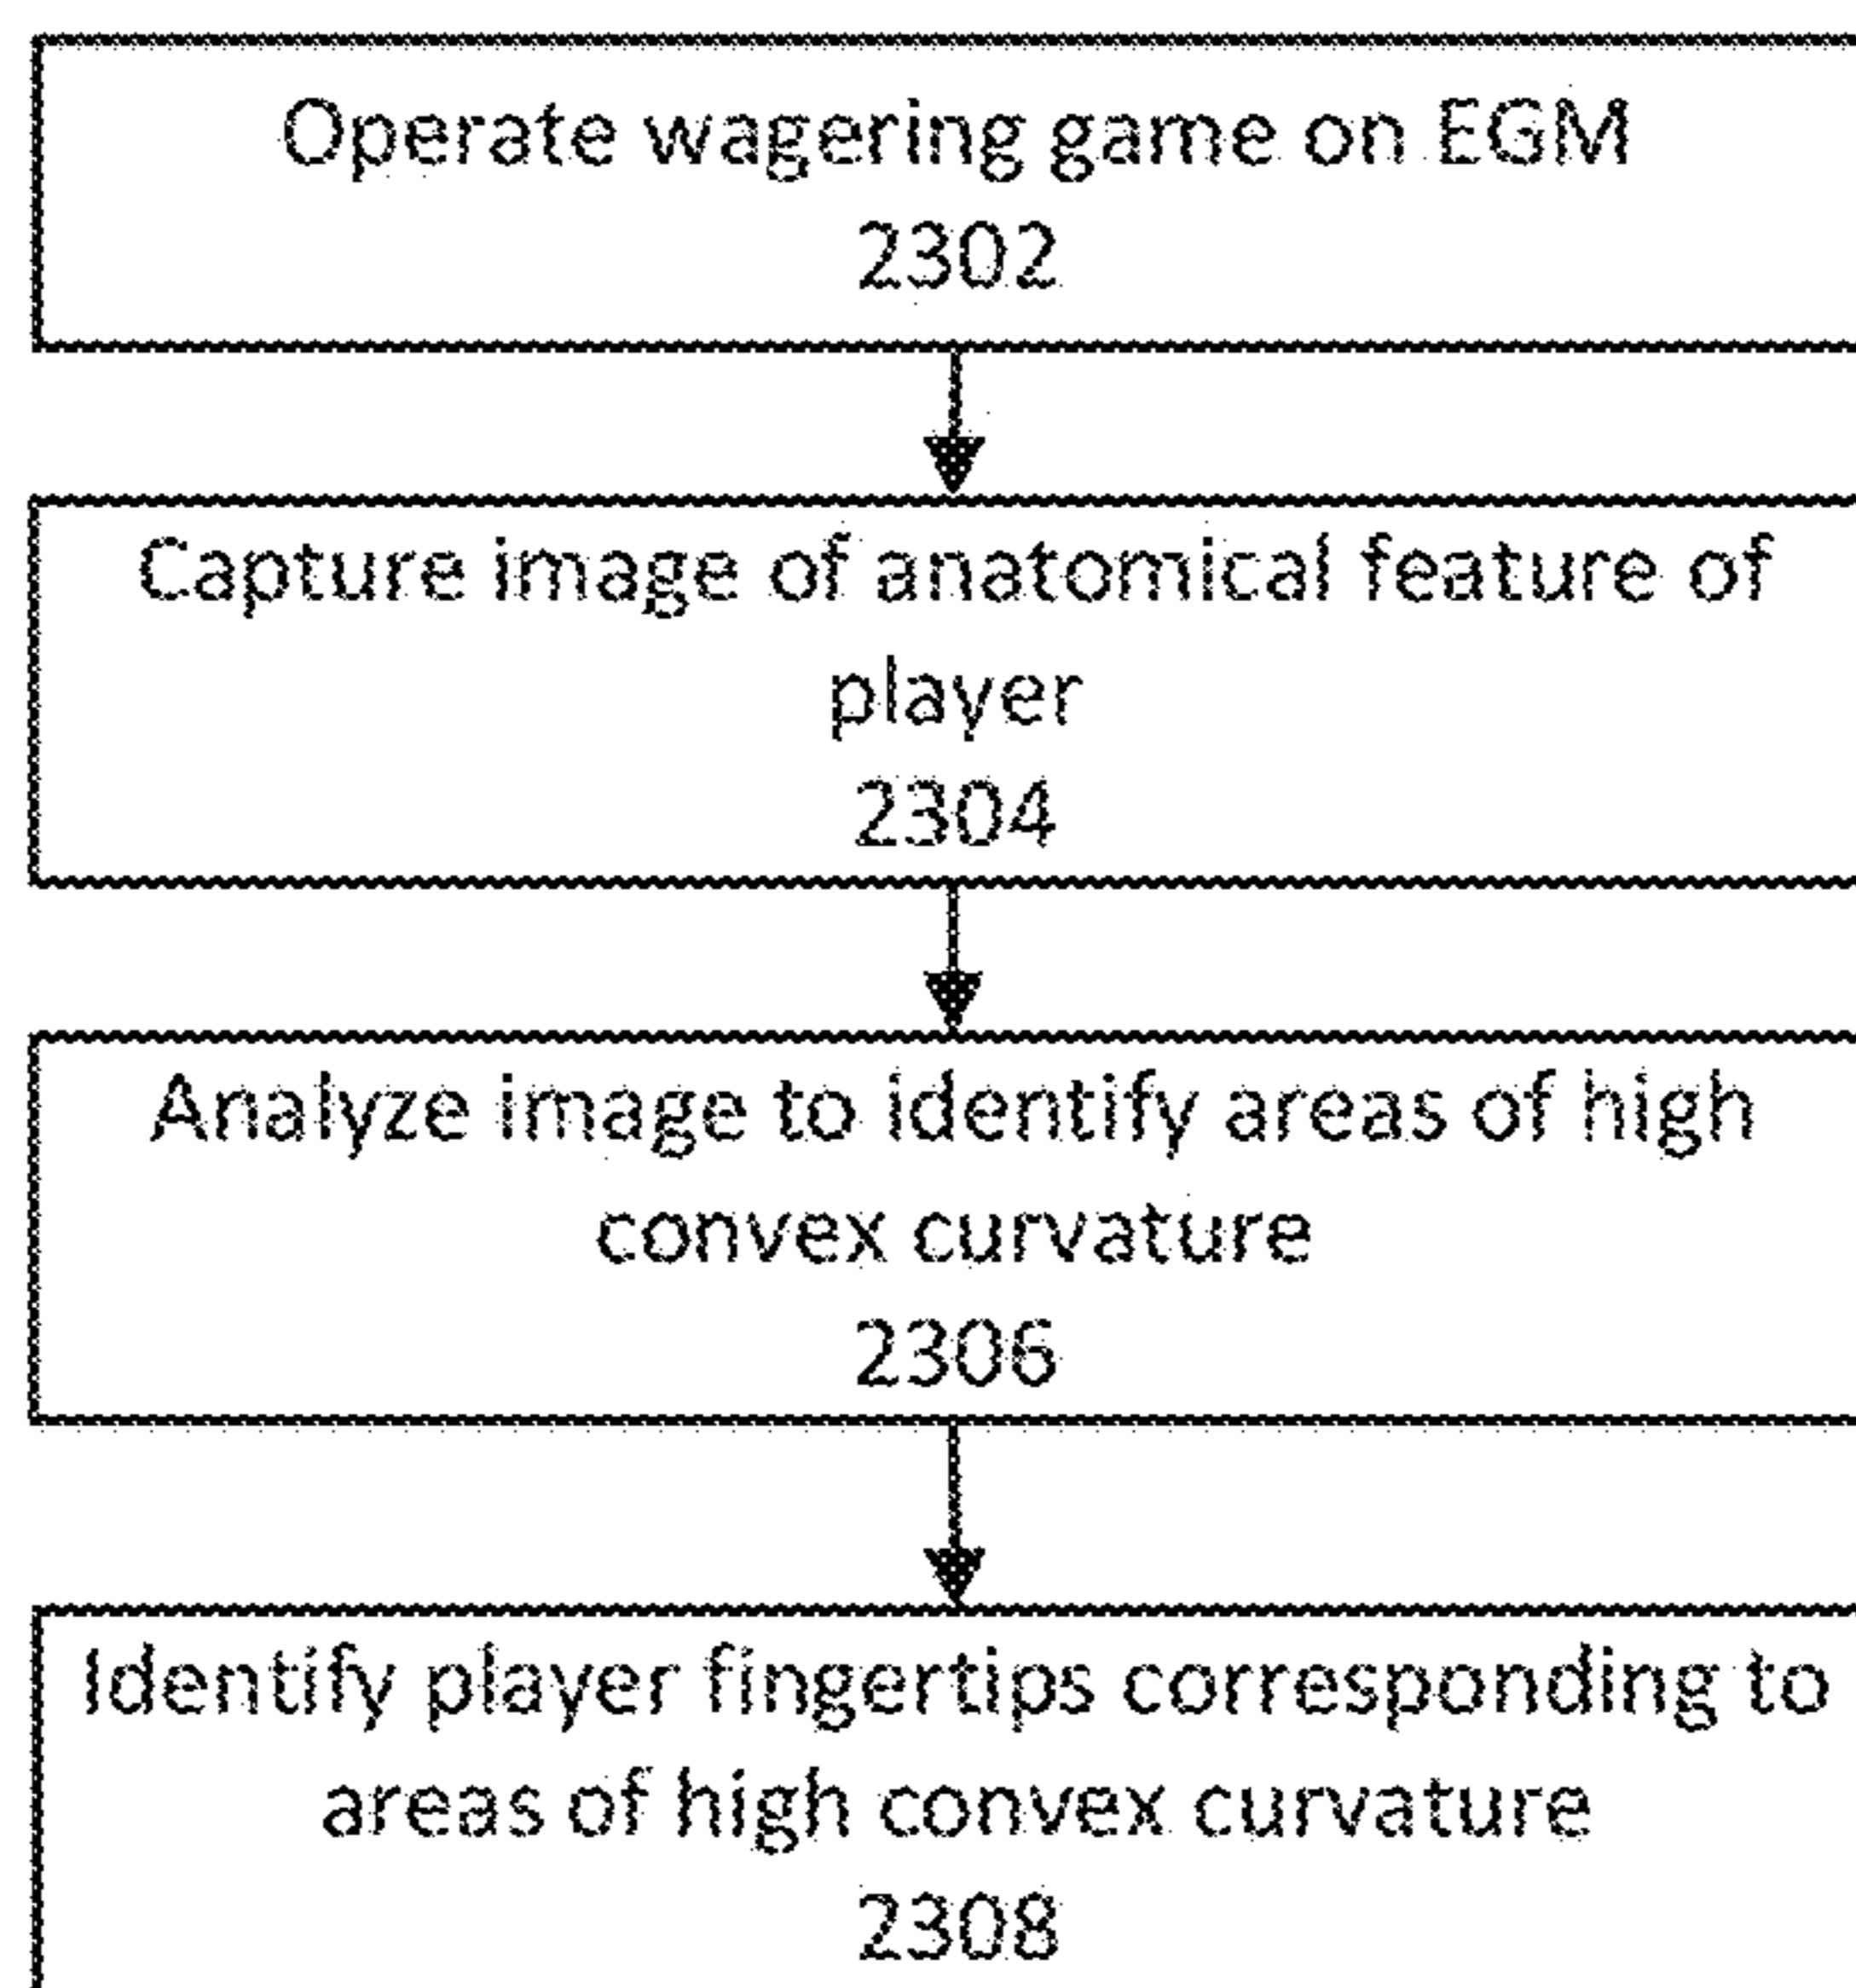 Operate wagering game on EGM
2302
Capture image of anatomical feature of
player
2304
Analyze image to identify areas of high
convex curvature
2306
Identify player fingertips corresponding to
areas of high convex curvature
2308